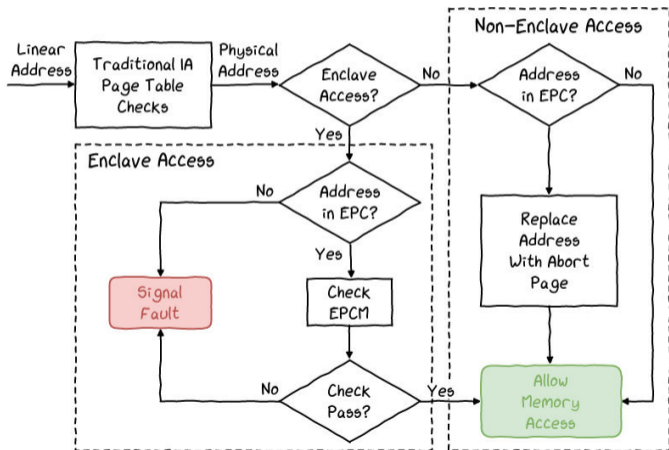 Linear
Address
Traditional IA
Page Table
Checks
Physical
Address
Enclave
Access?
No
Yes
Non-Enclave Access
Address
in EPC?
No
Replace
Address
With Abort
Page
Allow
Memory
Access
Enclave Access
Address
in EPC?
No
Yes
Signal
Fault
Check
EPCM
Check
Pass?
No
Yes